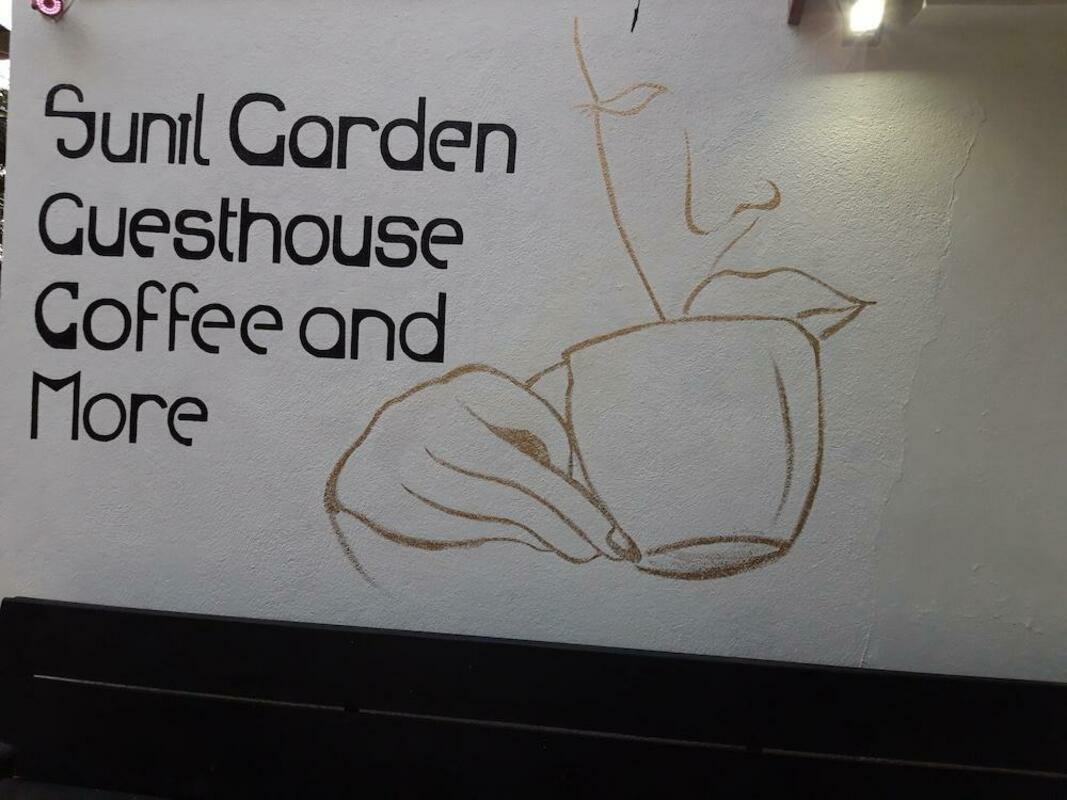 Sunil Garden
Guesthouse
Coffee and
More